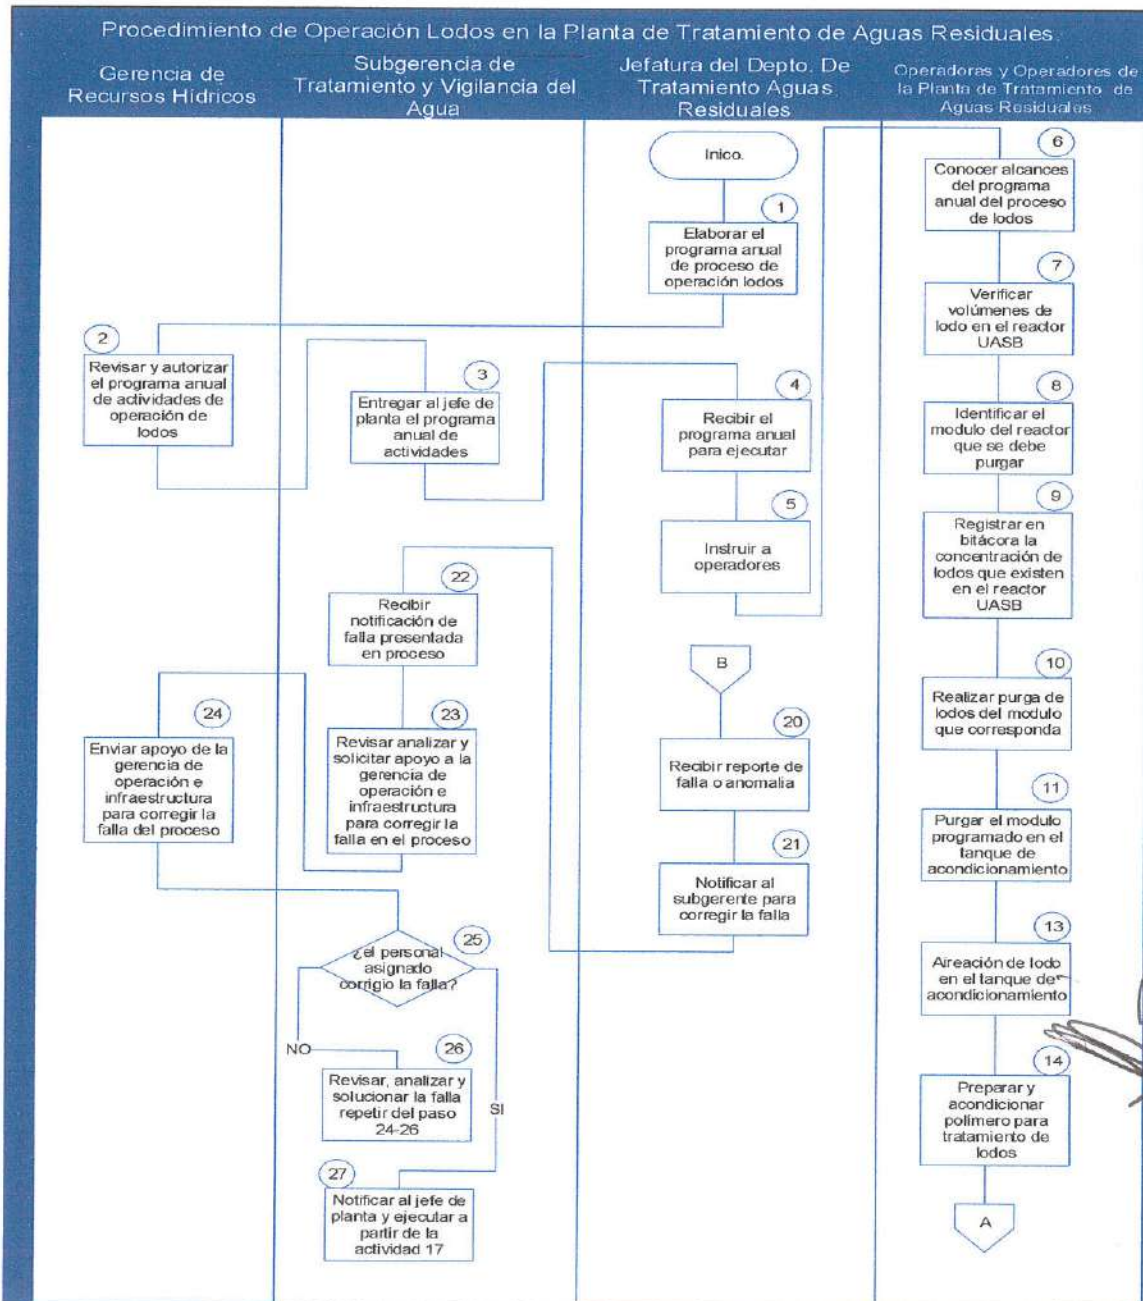 Procedimiento de Operación Lodos en la Planta de Tratamiento de Aguas Residuales.
Gerencia de
Recursos Hídricos
Subgerencia de
Tratamiento y Vigilancia del
Agua
Jefatura del Depto. De
Tratamiento Aguas
Residuales
Operadoras y Operadores de
la Planta de Tratamiento de
Aguas Residuales
Inico.
1
Elaborar el
programa anual
de proceso de
operación lodos
2
Revisar y autorizar
el programa anual
de actividades de
operación de
lodos
3
Entregar al jefe de
planta el programa
anual de
actividades
4
Recibir el
programa anual
para ejecutar
5
Instruir a
operadores
6
Conocer alcances
del programa
anual del proceso
de lodos
7
Verificar
volúmenes de
lodo en el reactor
UASB
8
Identificar el
modulo del reactor
que se debe
purgar
9
Registrar en
bitácora la
concentración de
lodos que existen
en el reactor
UASB
10
Realizar purga de
lodos del modulo
que corresponda
11
Purgar el modulo
programado en el
tanque de
acondicionamiento
13
Aireación de lodo
en el tanque de
acondicionamiento
14
Preparar y
acondicionar
polímero para
tratamiento de
lodos
A
B
20
Recibir reporte de
falla o anomalia
21
Notificar al
subgerente para
corregir la falla
22
Recibir
notificación de
falla presentada
en proceso
23
Revisar analizar y
solicitar apoyo a la
gerencia de
operación e
infraestructura
para corregir la
falla en el proceso
24
Enviar apoyo de la
gerencia de
operación e
infraestructura
para corregir la
falla del proceso
25
¿el personal
asignado
corrigio la falla?
NO
SI
26
Revisar, analizar y
solucionar la falla
repetir del paso
24-26
27
Notificar al jefe de
planta y ejecutar a
partir de la
actividad 17